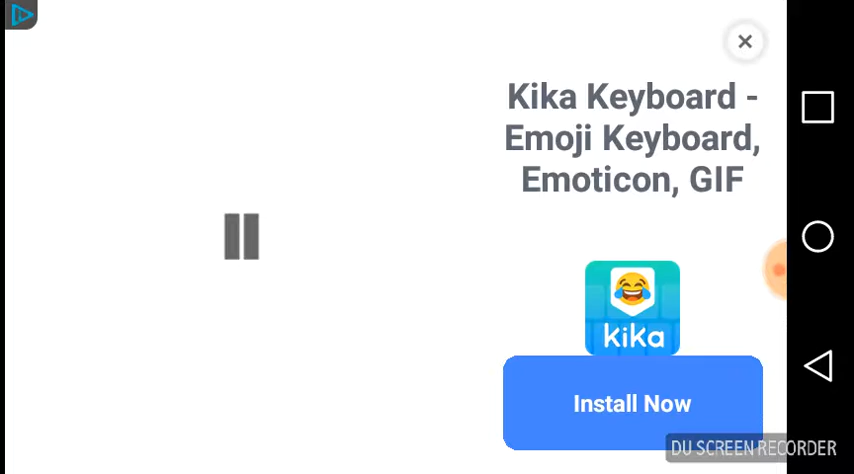 Kika Keyboard -
Emoji Keyboard,
Emoticon, GIF
kika
Install Now
DU SCREEN RECORDER